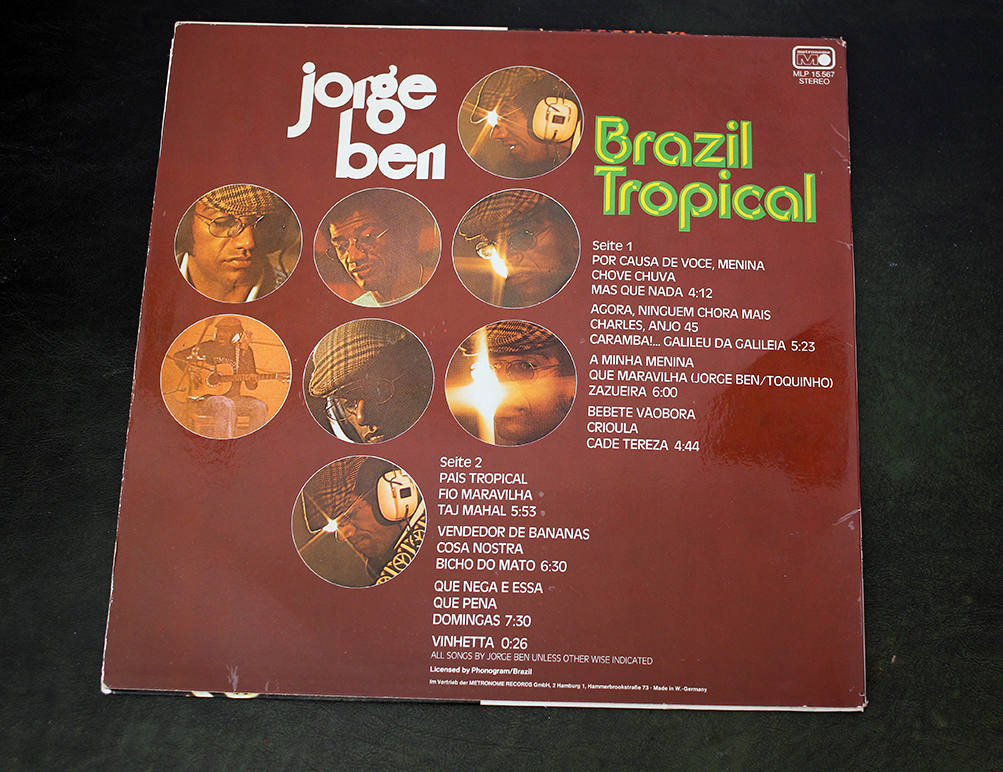 jorge
ben
metronome
MO
MLP 15.567
STEREO
Brazil
Tropical
Seite 1
POR CAUSA DE VOCE, MENINA
CHOVE CHUVA
MAS QUE NADA 4:12
AGORA, NINGUEM CHORA MAIS
CHARLES, ANJO 45
CARAMBA!... GALILEU DA GALILEIA 5:23
A MINHA MENINA
QUE MARAVILHA (JORGE BEN/TOQUINHO)
ZAZUEIRA 6:00
BEBETE VAOBORA
CRIOULA
CADE TEREZA 4:44
Seite 2
PAIS TROPICAL
FIO MARAVILHA
TAJ MAHAL 5:53
VENDEDOR DE BANANAS
COSA NOSTRA
BICHO DO MATO 6:30
QUE NEGA E ESSA
QUE PENA
DOMINGAS 7:30
VINHETTA 0:26
ALL SONGS BY JORGE BEN UNLESS OTHER WISE INDICATED
Licensed by Phonogram/Brazil
Im Vertrieb der METRONOME RECORDS GmbH, 2 Hamburg 1, Hammerbrookstraße 73 · Made in W.-Germany